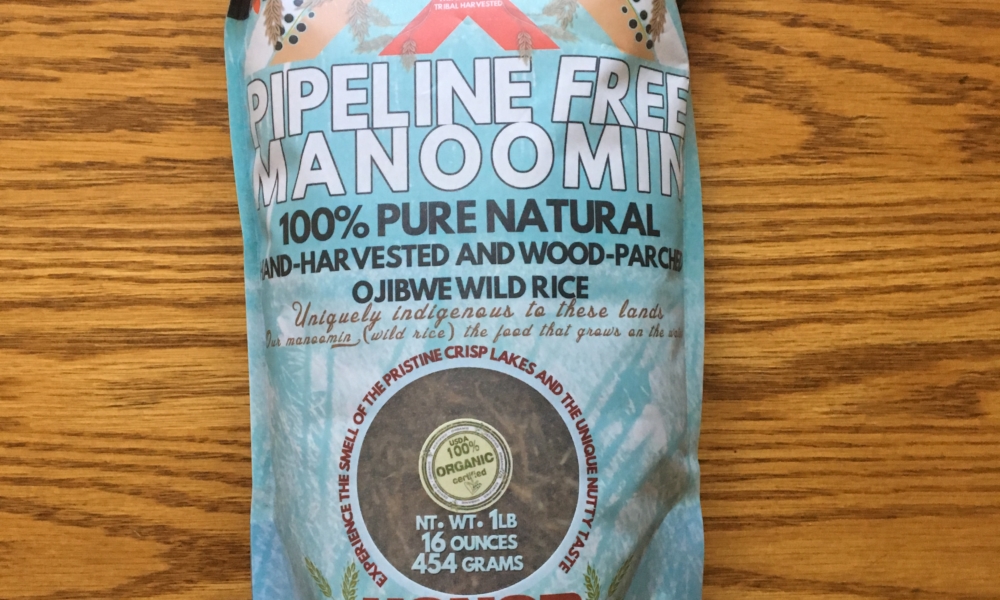 TRIBAL HARVESTED
PIPELINE FREE
MANOOMIN
100% PURE NATURAL
HAND-HARVESTED AND WOOD-PARCHED
OJIBWE WILD RICE
Uniquely indigenous to these lands
Our manoomin (wild rice) the food that grows on the
EXPERIENCE THE SMELL OF THE PRISTINE CRISP LAKES AND THE UNIQUE NUTTY TASTE
USDA
100%
ORGANIC
certified
NT. WT. 1LB
16 OUNCES
454 GRAMS
HONOR